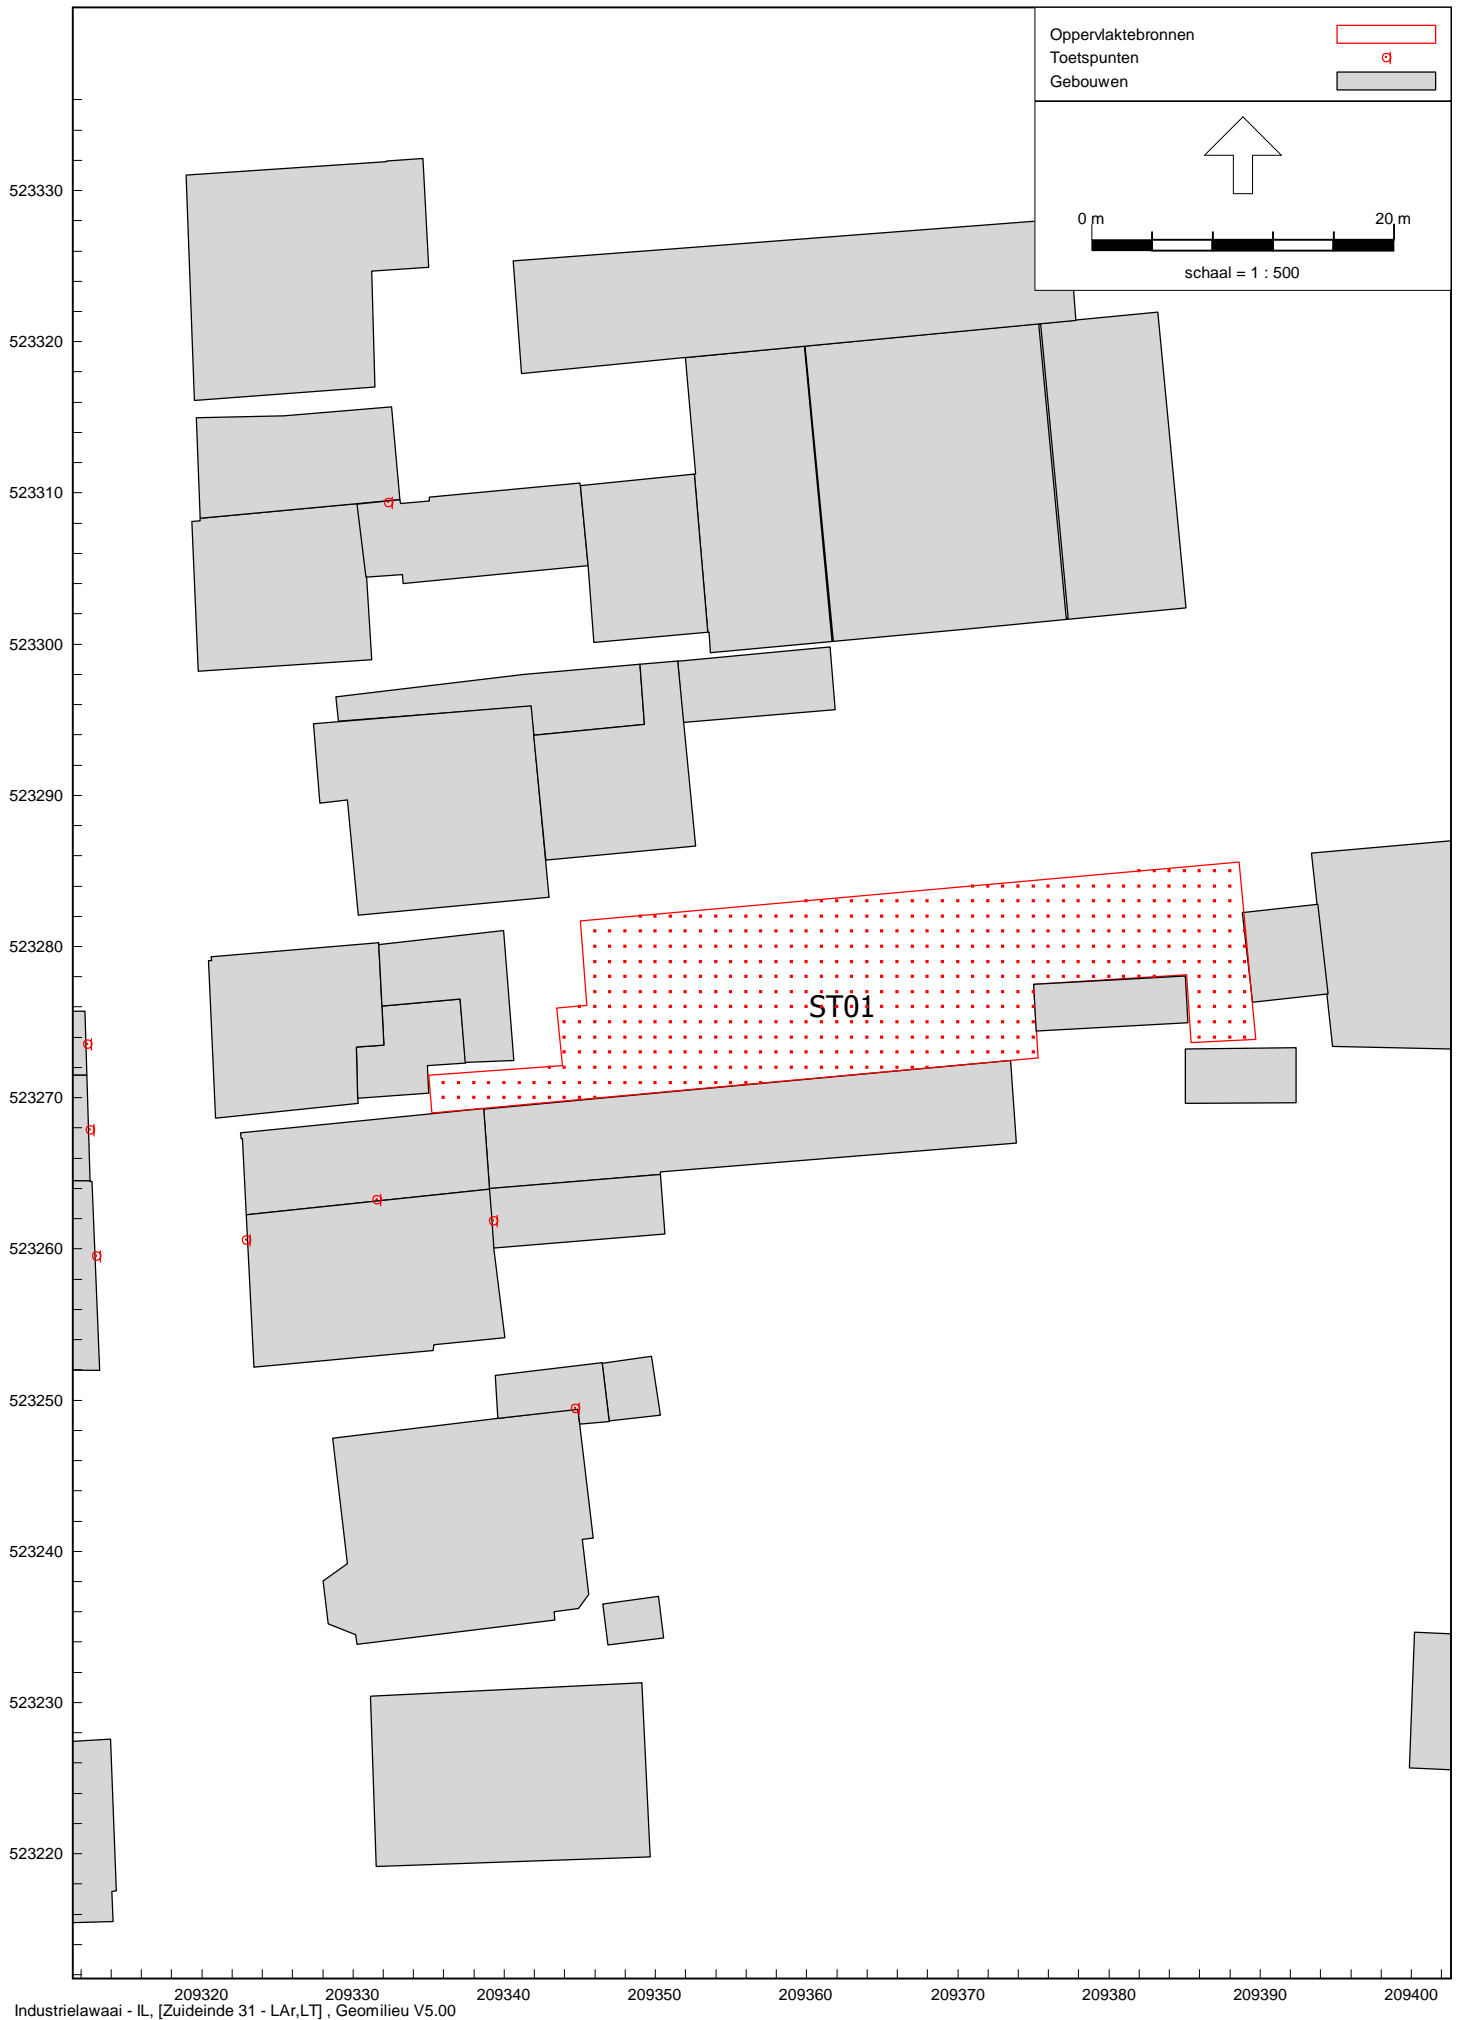 Oppervlaktebronnen
Toetspunten
Gebouwen
0 m 20 m
schaal = 1 : 500
523330
523320
523310
523300
523290
523280
523270
523260
523250
523240
523230
523220
ST01
209320 209330 209340 209350 209360 209370 209380 209390 209400
Industrielawaai - IL, [Zuideinde 31 - LAr,LT] , Geomilieu V5.00